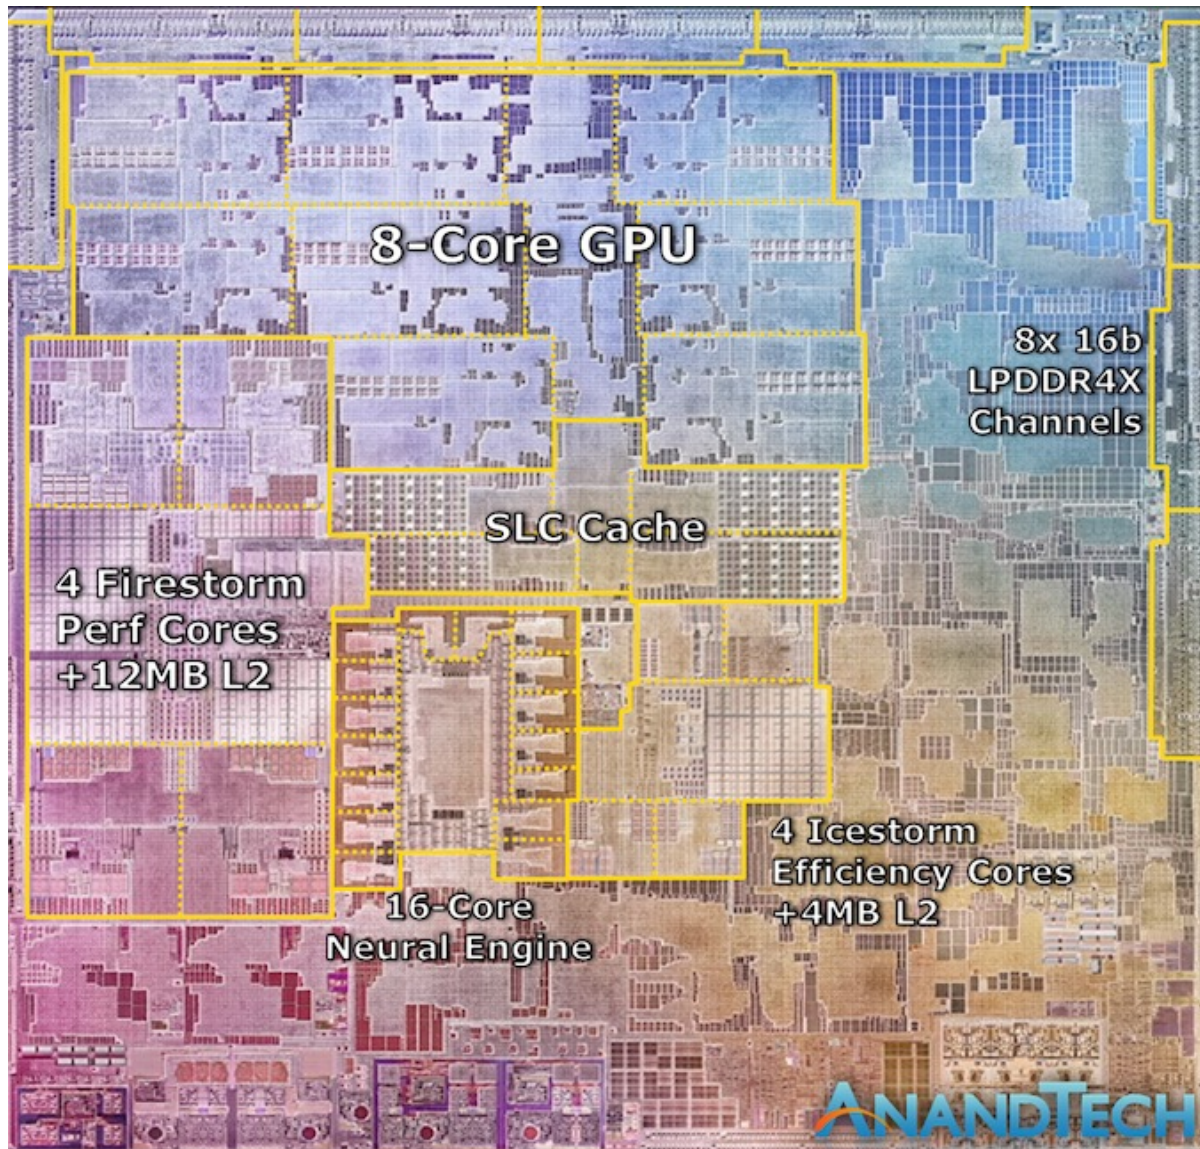 8-Core GPU
8x 16b
LPDDR4X
Channels
SLC Cache
4 Firestorm
Perf Cores
+12MB L2
4 Icestorm
Efficiency Cores
+4MB L2
16-Core
Neural Engine
ANANDTECH